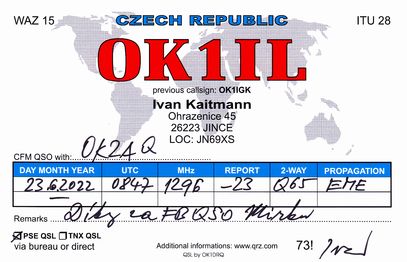 WAZ 15 CZECH REPUBLIC ITU 28
OK1IL
previous callsign: OK1IGK
Ivan Kaitmann
Ohrazenice 45
26223 JINCE
LOC: JN69XS
CFM QSO with: OK2AQ
DAY MONTH YEAR UTC MHz REPORT 2-WAY PROPAGATION
23.6.2022 0847 1296 -23 Q65 EME
Remarks Díky za FB QSO Mirku
PSE QSL TNX QSL
via bureau or direct Additional informations: www.qrz.com 73! Ivan
QSL by OK1DRQ